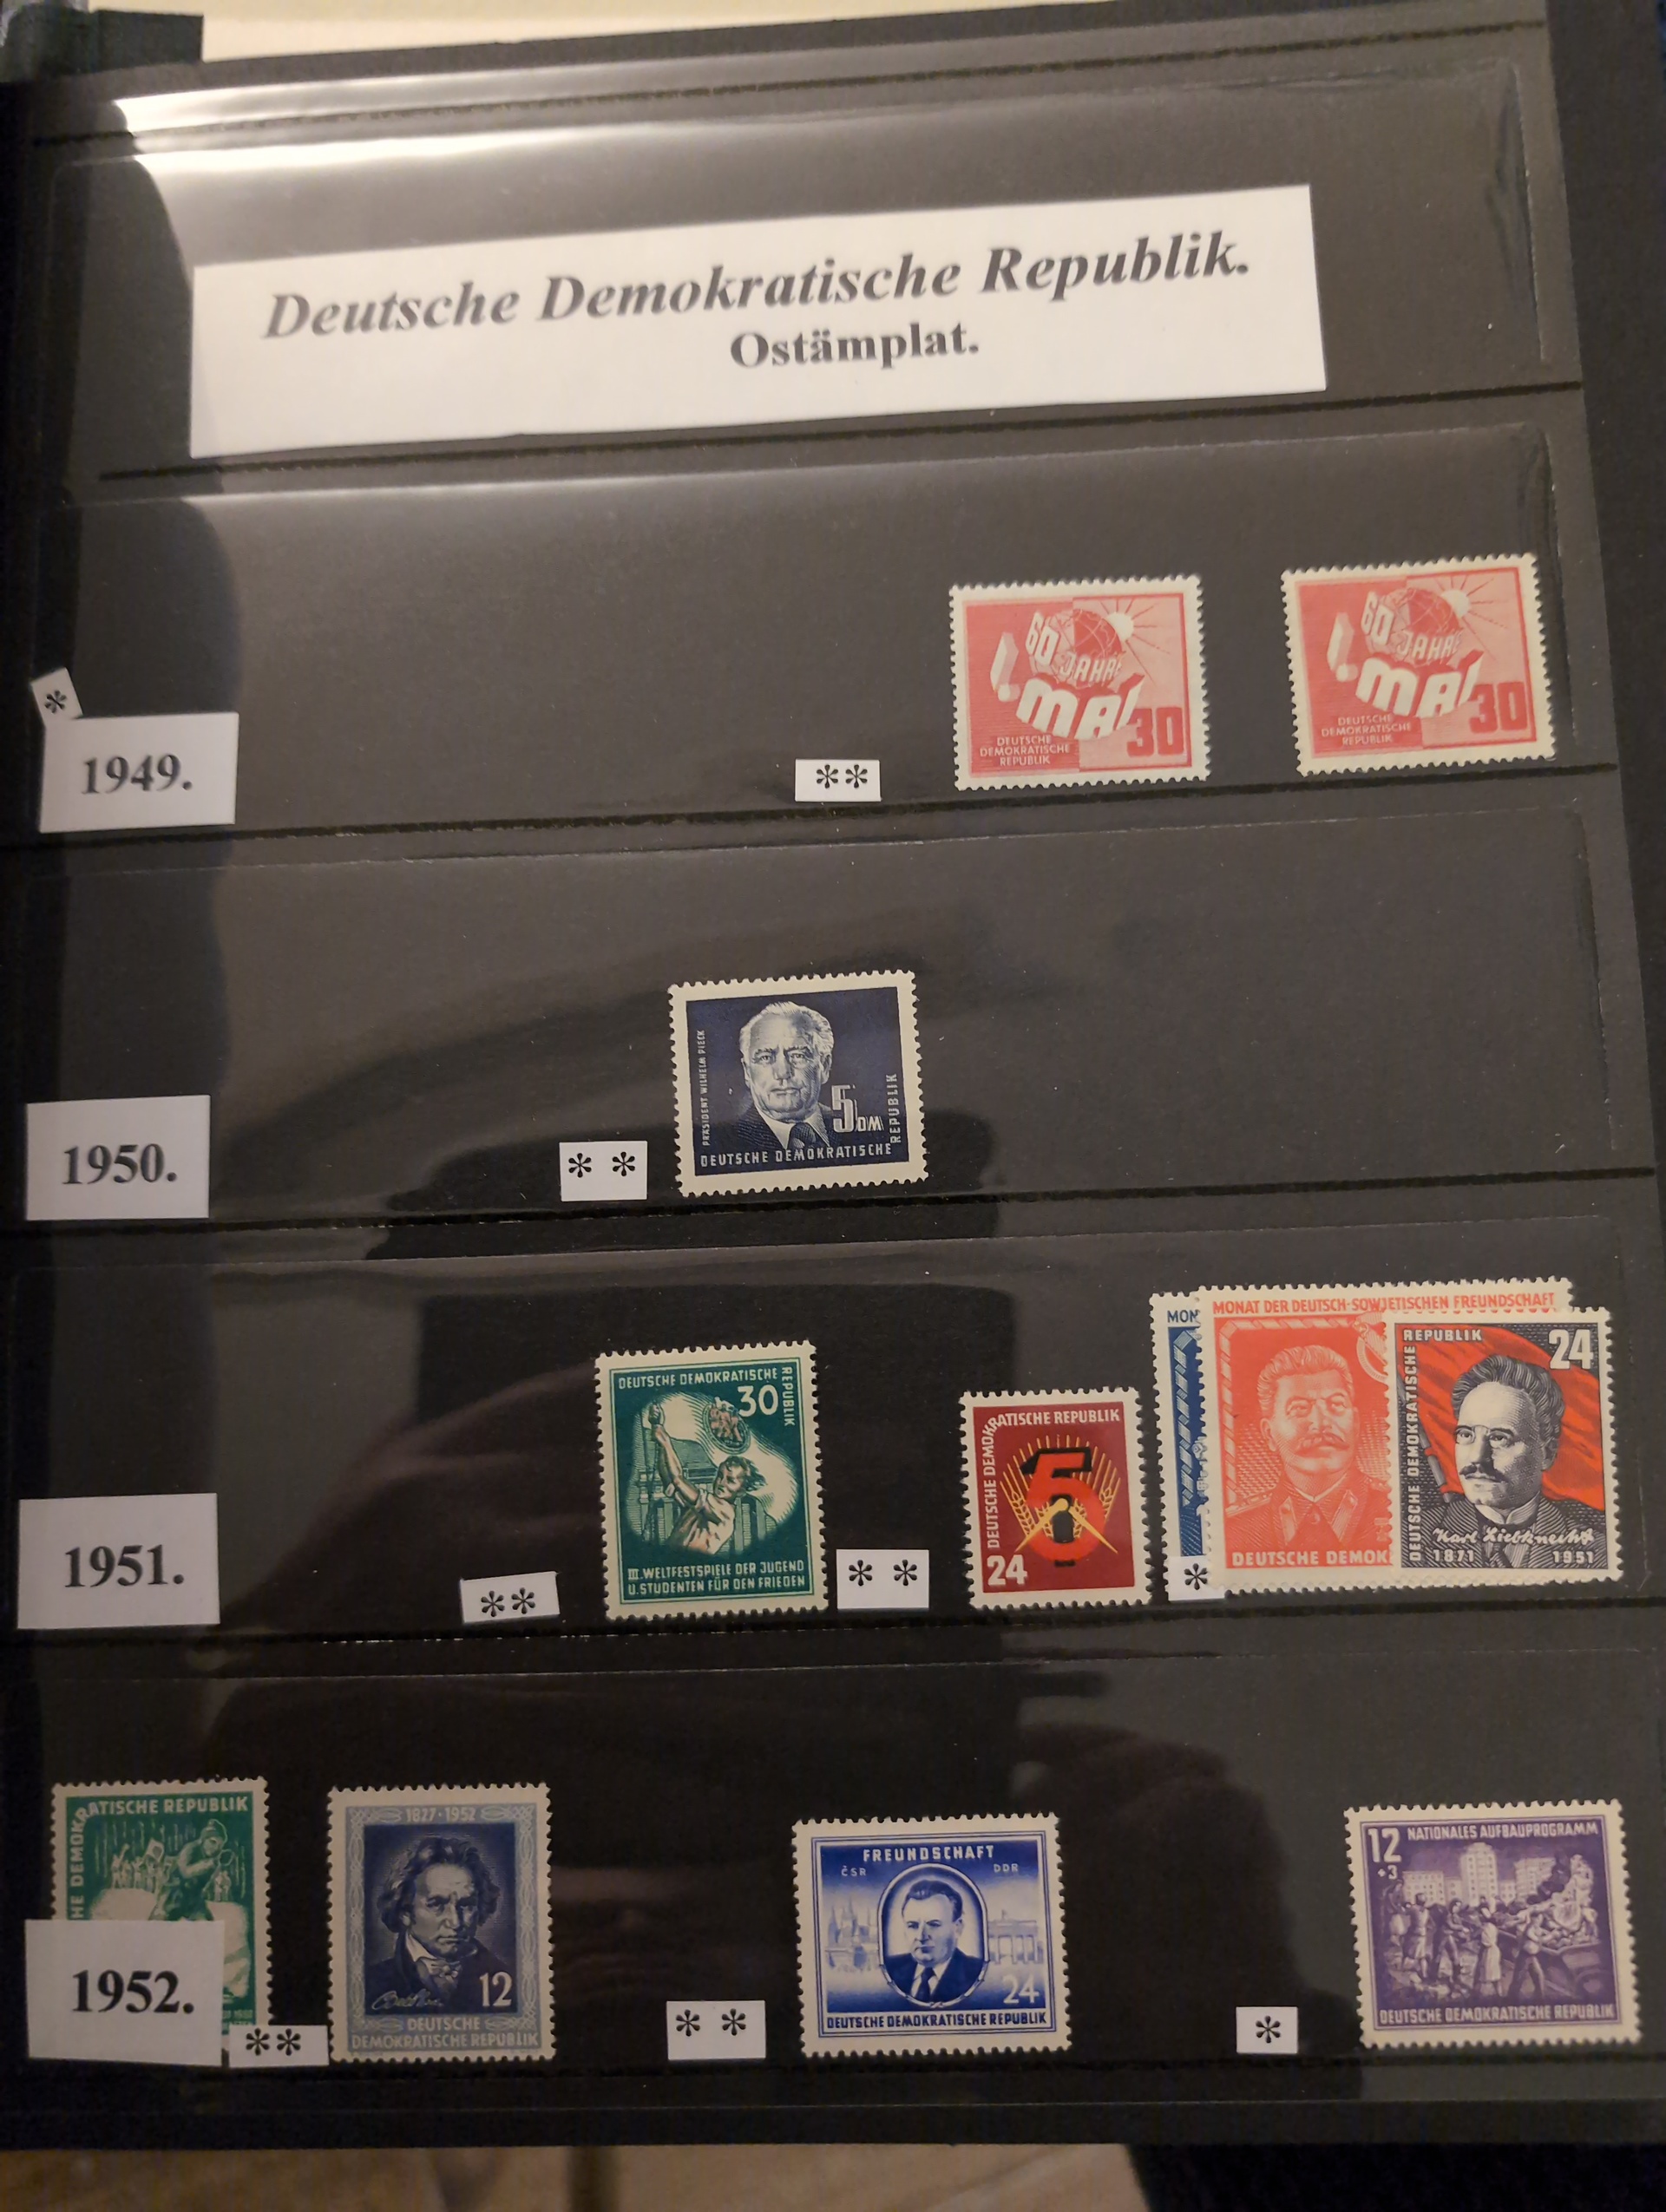 Deutsche Demokratische Republik.
Ostämplat.
60 JAHRE
1. MAI
30
DEUTSCHE
DEMOKRATISCHE
REPUBLIK
60 JAHRE
1. MAI
30
DEUTSCHE
DEMOKRATISCHE
REPUBLIK
*
1949.
**
PRÄSIDENT WILHELM PIECK
5 DM
DEUTSCHE DEMOKRATISCHE
REPUBLIK
1950.
* *
DEUTSCHE DEMOKRATISCHE
REPUBLIK
30
III. WELTFESTSPIELE DER JUGEND
U. STUDENTEN FÜR DEN FRIEDEN
DEUTSCHE DEMOKRATISCHE REPUBLIK
5
24
MON
MONAT DER DEUTSCH-SOWJETISCHEN FREUNDSCHAFT
DEUTSCHE DEMOK
DEUTSCHE DEMOKRATISCHE
REPUBLIK
24
Karl Liebknecht
1871 1951
1951.
**
* *
*
HE DEMOKRATISCHE REPUBLIK
1827·1952
12
DEUTSCHE
DEMOKRATISCHE REPUBLIK
FREUNDSCHAFT
ČSR DDR
24
DEUTSCHE DEMOKRATISCHE REPUBLIK
12
+3
NATIONALES AUFBAUPROGRAMM
DEUTSCHE DEMOKRATISCHE REPUBLIK
1952.
**
* *
*